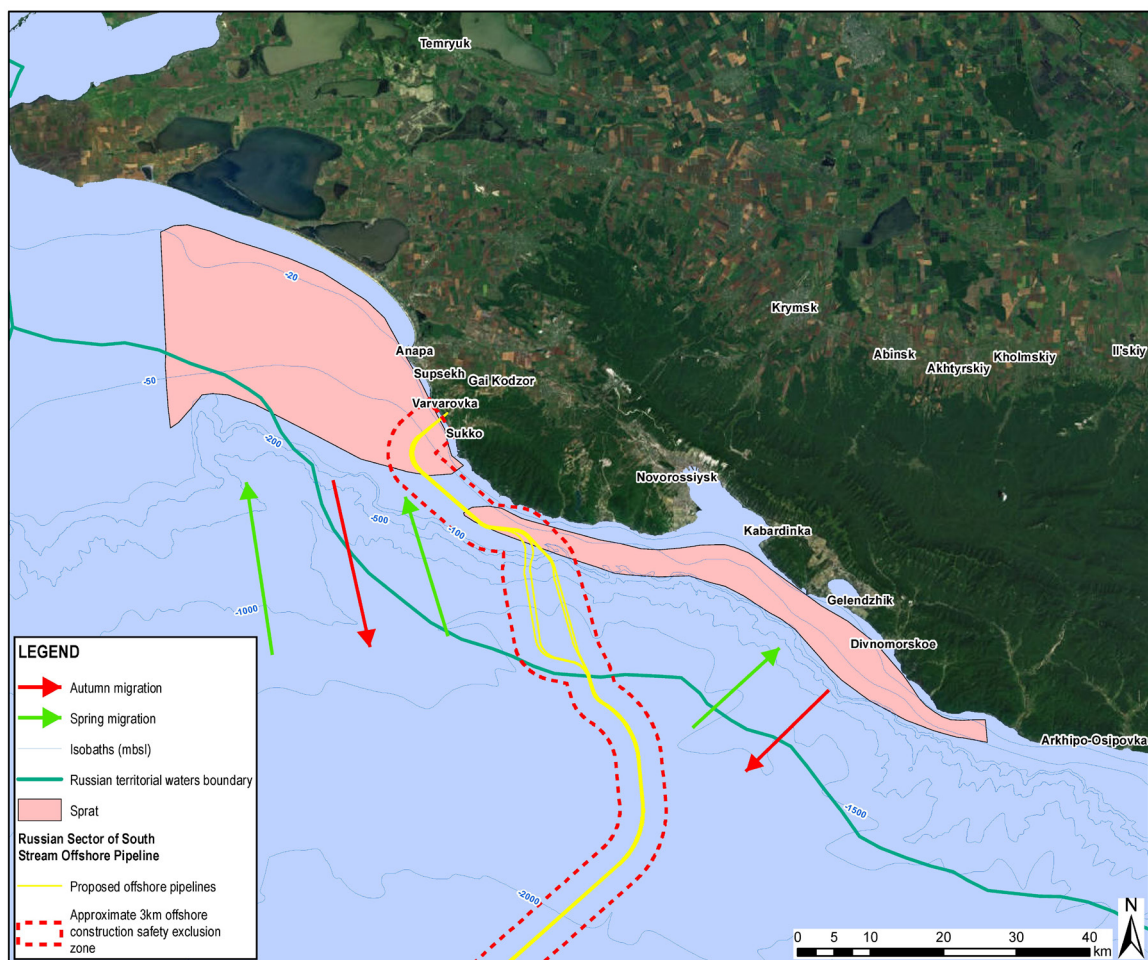 Temryuk
-20
Krymsk
Anapa
Abinsk
Akhtyrskiy
Kholmskiy
Il'skiy
Supsekh
Gai Kodzor
-50
Varvarovka
-200
Sukko
Novorossiysk
-500
-100
Kabardinka
-1000
Gelendzhik
Divnomorskoe
Arkhipo-Osipovka
-1500
-2000
LEGEND
Autumn migration
Spring migration
Isobaths (mbsl)
Russian territorial waters boundary
Sprat
Russian Sector of South
Stream Offshore Pipeline
Proposed offshore pipelines
Approximate 3km offshore
construction safety exclusion
zone
N
0 5 10 20 30 40
km